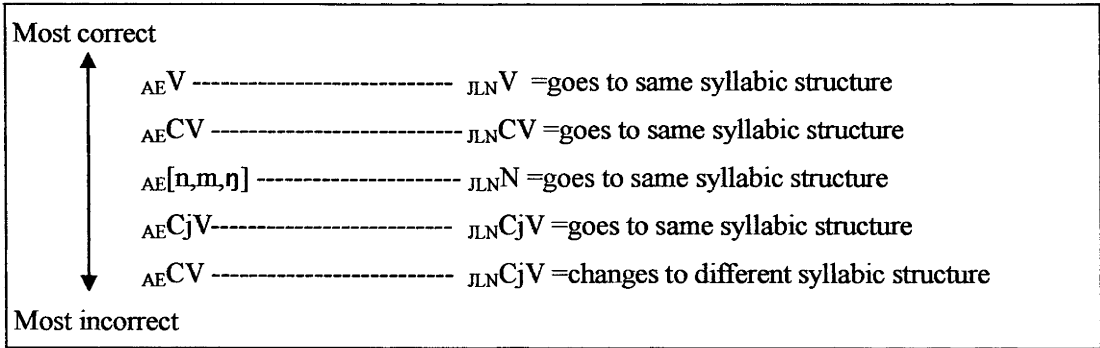 Most correct
AEV ---------------------------- JLNV =goes to same syllabic structure
AECV ---------------------------- JLNCV =goes to same syllabic structure
AE[n,m,ŋ] --------------------- JLNN =goes to same syllabic structure
AECjV-------------------------- JLNCjV =goes to same syllabic structure
AECV -------------------------- JLNCjV =changes to different syllabic structure
Most incorrect